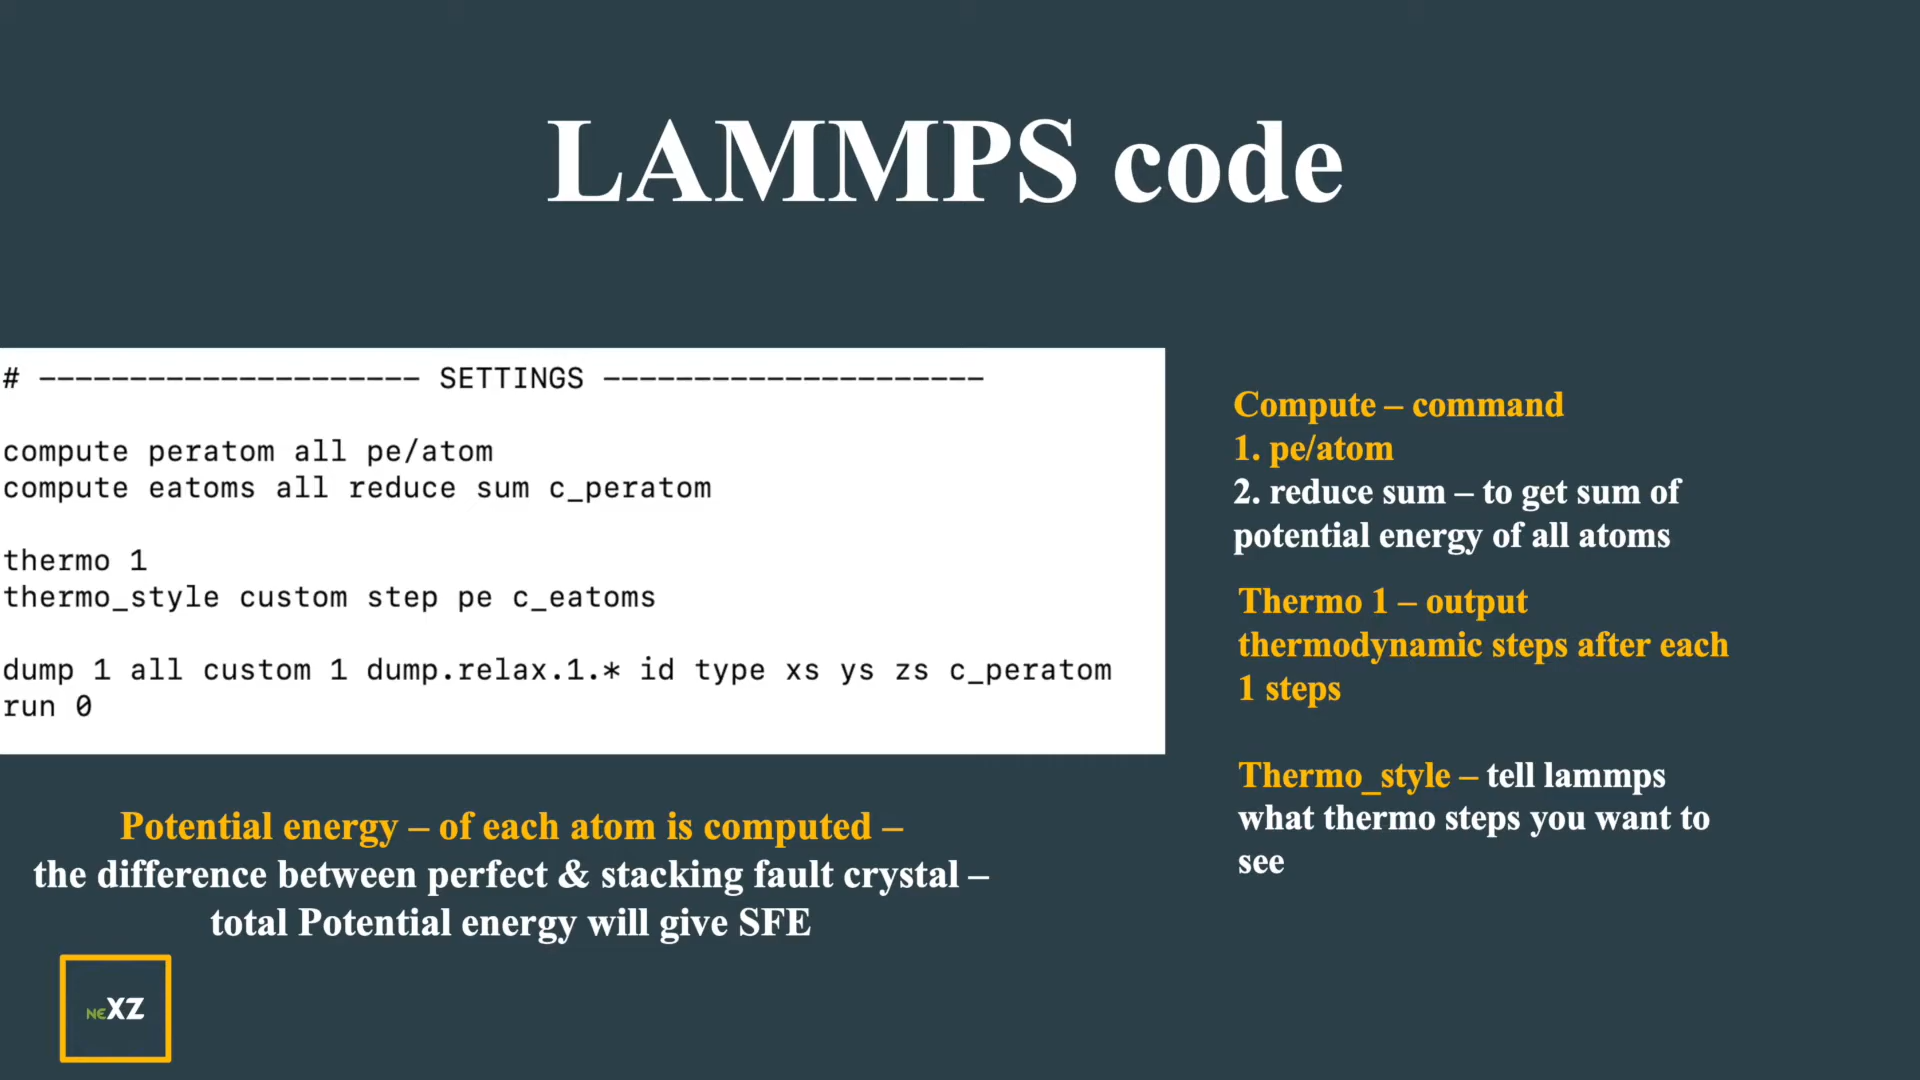 LAMMPS code
# --------------------- SETTINGS ---------------------
compute peratom all pe/atom
compute eatoms all reduce sum c_peratom
thermo 1
thermo_style custom step pe c_eatoms
dump 1 all custom 1 dump.relax.1.* id type xs ys zs c_peratom
run 0
Compute – command
1. pe/atom
2. reduce sum – to get sum of
potential energy of all atoms
Thermo 1 – output
thermodynamic steps after each
1 steps
Thermo_style – tell lammps
what thermo steps you want to
see
Potential energy – of each atom is computed –
the difference between perfect & stacking fault crystal –
total Potential energy will give SFE
NEXZ